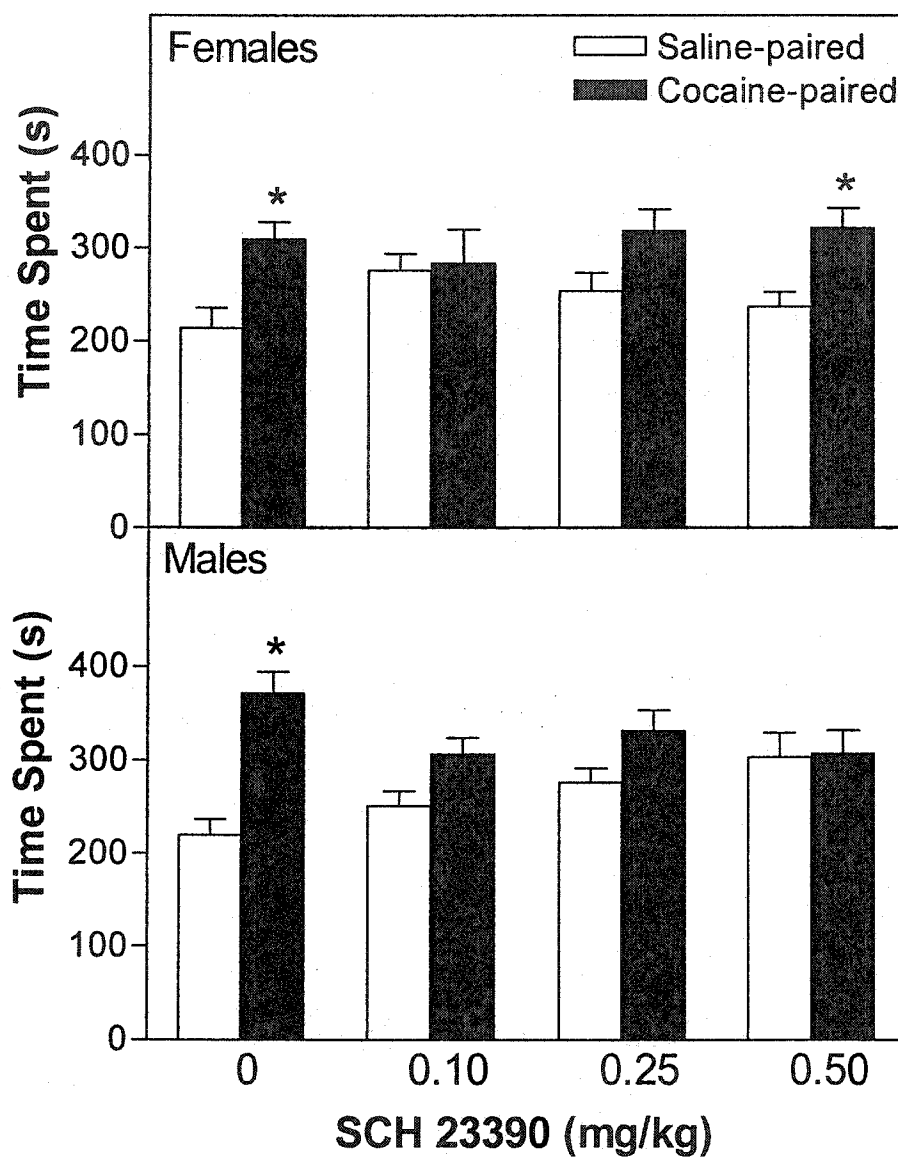 Females
Saline-paired
Cocaine-paired
Time Spent (s)
400
300
200
100
0
*
*
Males
Time Spent (s)
400
300
200
100
0
*
0 0.10 0.25 0.50
SCH 23390 (mg/kg)